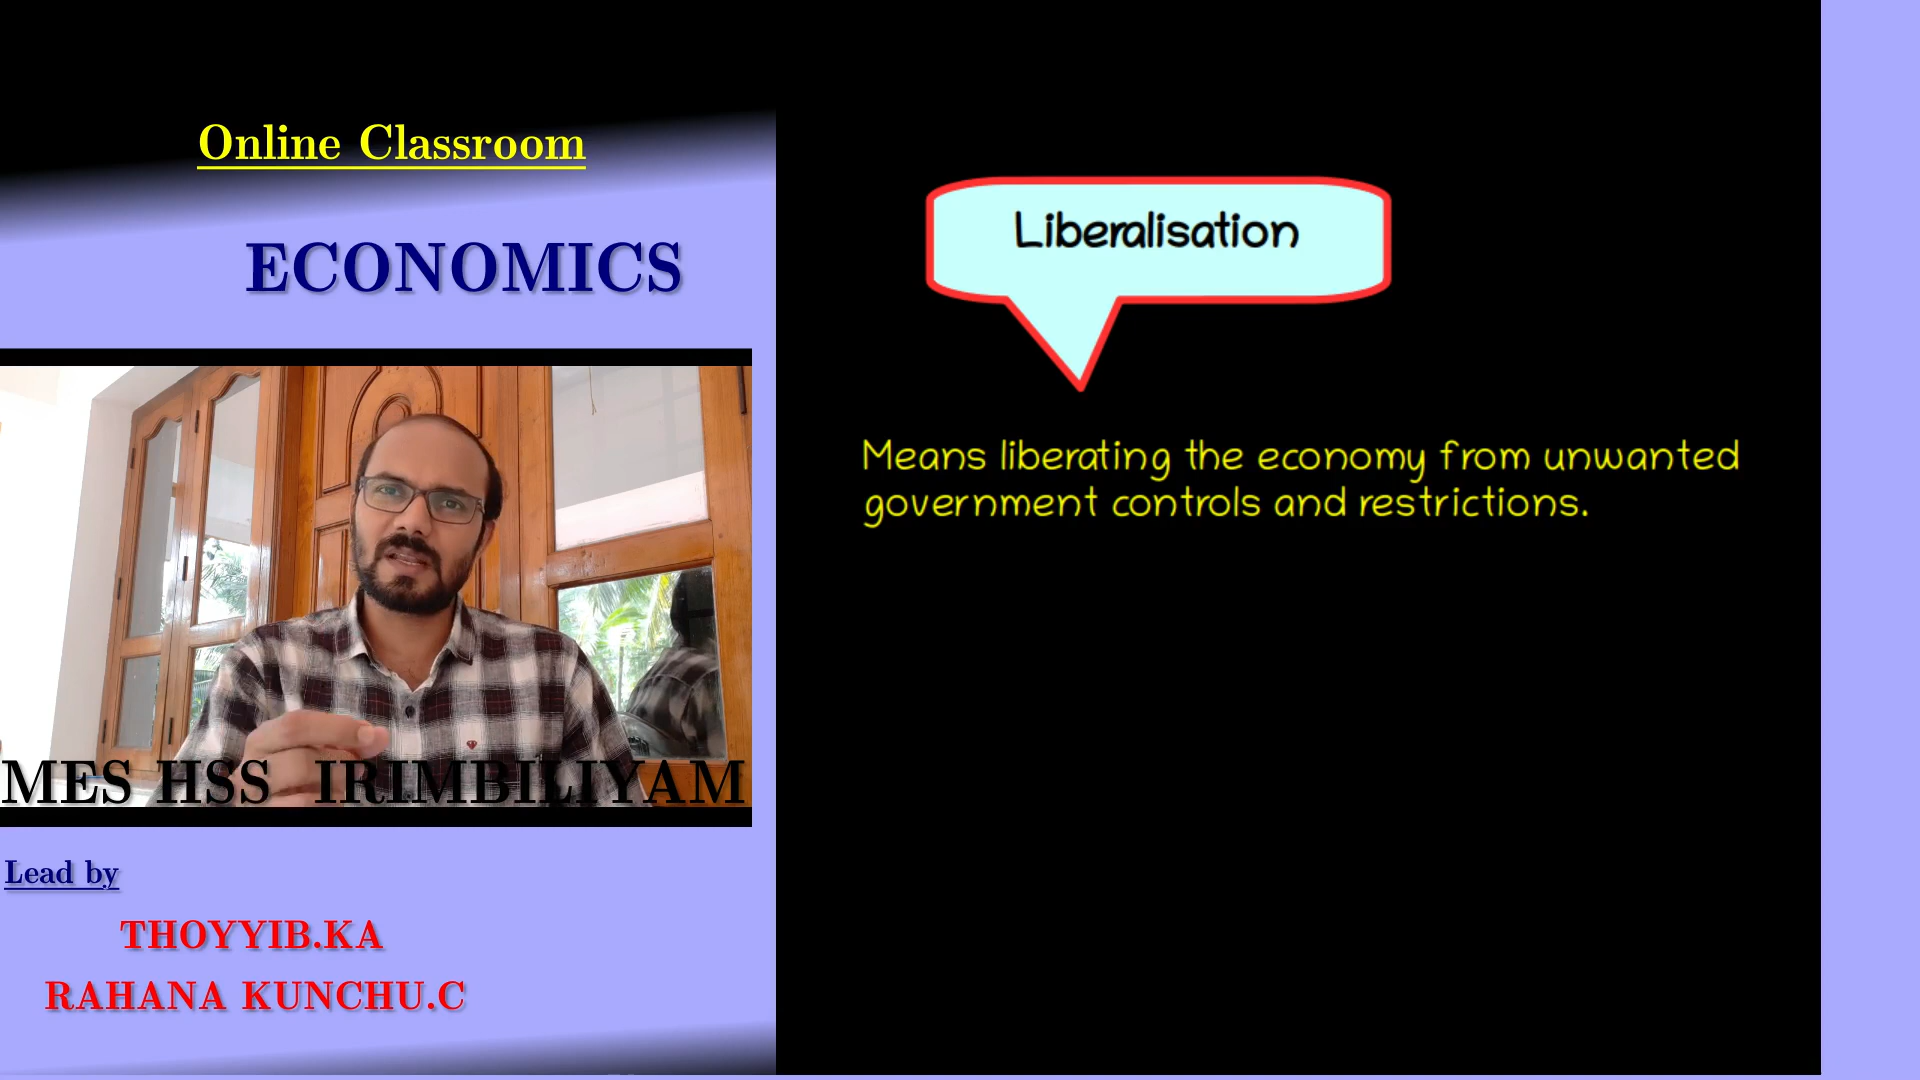 Online Classroom
ECONOMICS
MES HSS IRIMBILIYAM
Lead by
THOYYIB.KA
RAHANA KUNCHU.C
Liberalisation
Means liberating the economy from unwanted
government controls and restrictions.